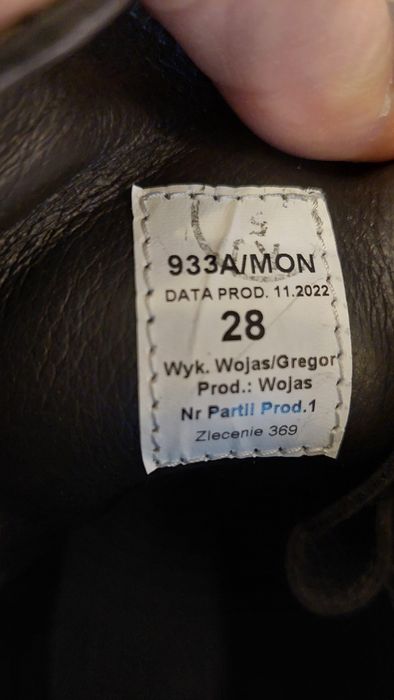 933A/MON
DATA PROD. 11.2022
28
Wyk. Wojas/Gregor
Prod.: Wojas
Nr Partii Prod.1
Zlecenie 369